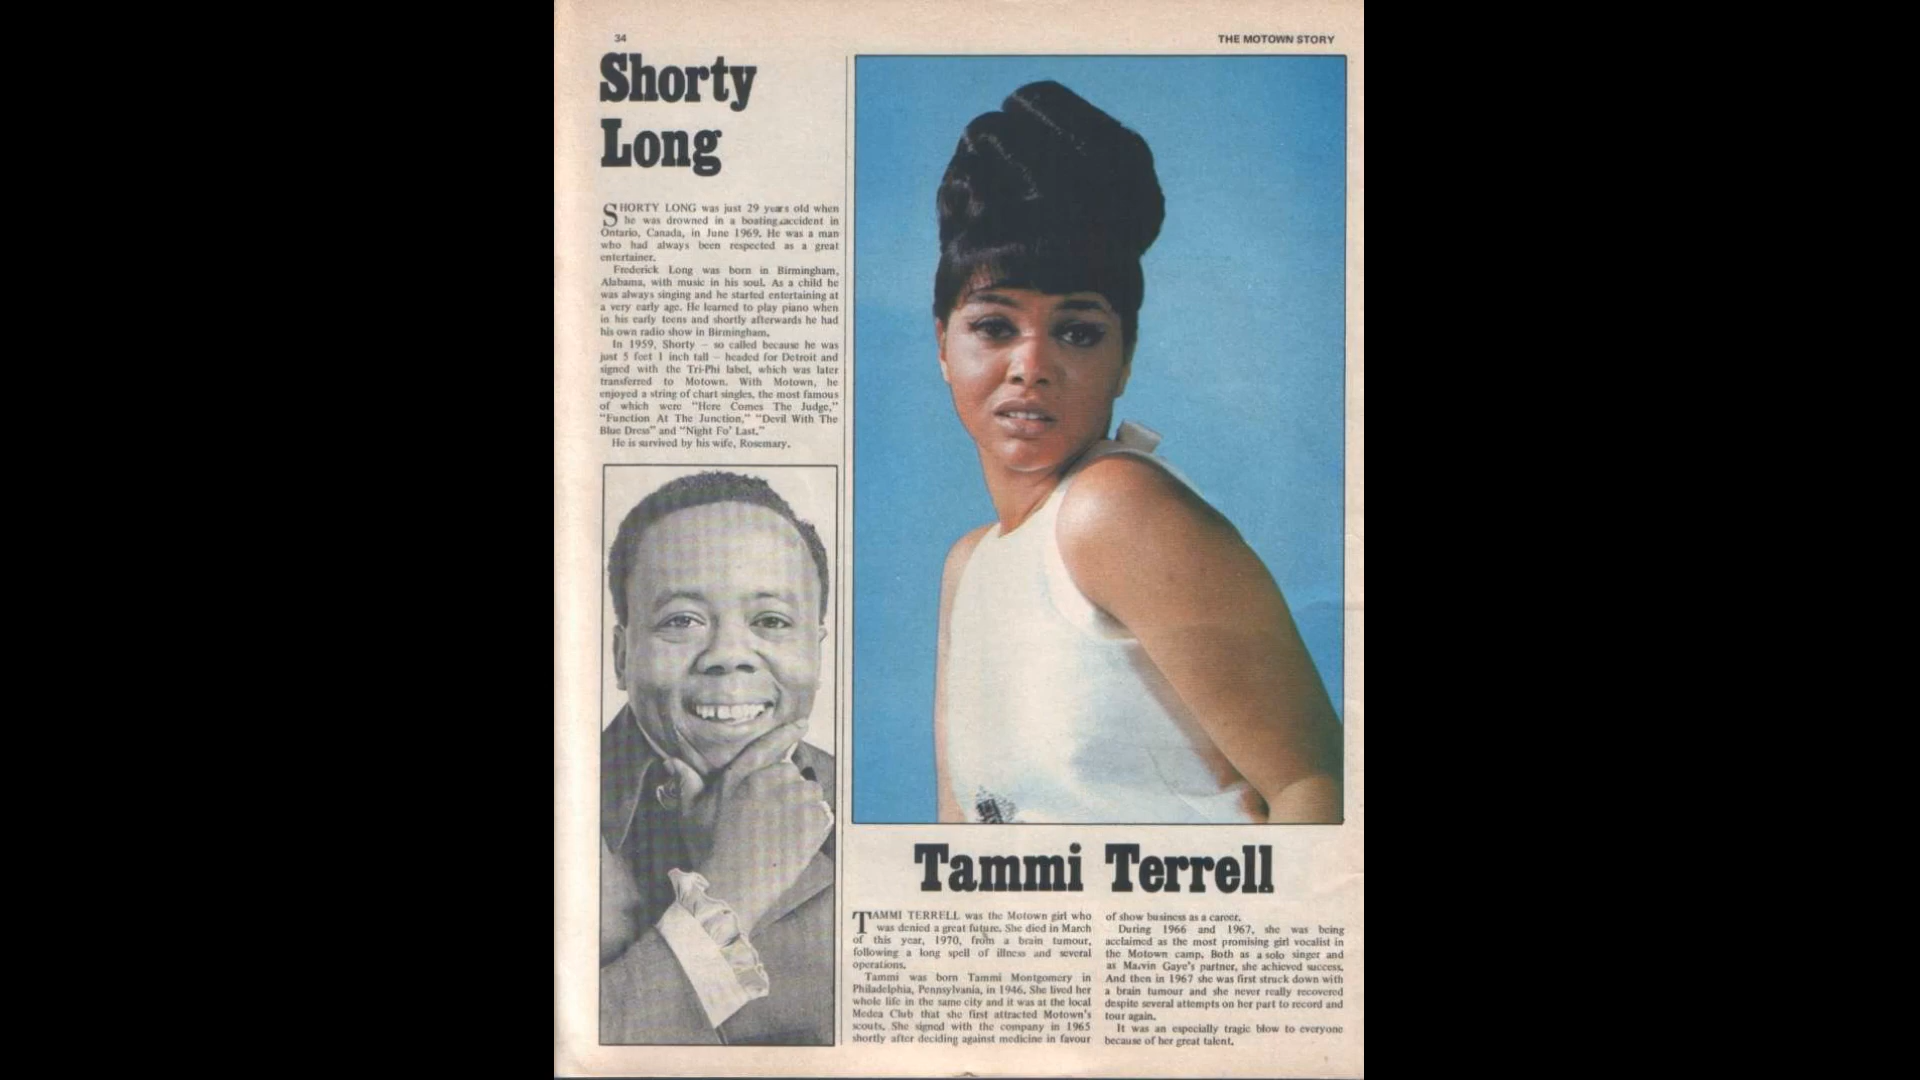 34
THE MOTOWN STORY
Shorty
Long
SHORTY LONG was just 29 years old when
he was drowned in a boating accident in
Ontario, Canada, in June 1969. He was a man
who had always been respected as a great
entertainer.
Frederick Long was born in Birmingham,
Alabama, with music in his soul. As a child he
was always singing and he started entertaining at
a very early age. He learned to play piano when
in his early teens and shortly afterwards he had
his own radio show in Birmingham.
In 1959, Shorty – so called because he was
just 5 feet 1 inch tall – headed for Detroit and
signed with the Tri-Phi label, which was later
transferred to Motown. With Motown, he
enjoyed a string of chart singles, the most famous
of which were "Here Comes The Judge,"
"Function At The Junction," "Devil With The
Blue Dress" and "Night Fo' Last."
He is survived by his wife, Rosemary.
Tammi Terrell
TAMMI TERRELL was the Motown girl who
was denied a great future. She died in March
of this year, 1970, from a brain tumour,
following a long spell of illness and several
operations.
Tammi was born Tammi Montgomery in
Philadelphia, Pennsylvania, in 1946. She lived her
whole life in the same city and it was at the local
Medea Club that she first attracted Motown's
scouts. She signed with the company in 1965
shortly after deciding against medicine in favour
of show business as a career.
During 1966 and 1967, she was being
acclaimed as the most promising girl vocalist in
the Motown camp. Both as a solo singer and
as Marvin Gaye's partner, she achieved success.
And then in 1967 she was first struck down with
a brain tumour and she never really recovered
despite several attempts on her part to record and
tour again.
It was an especially tragic blow to everyone
because of her great talent.